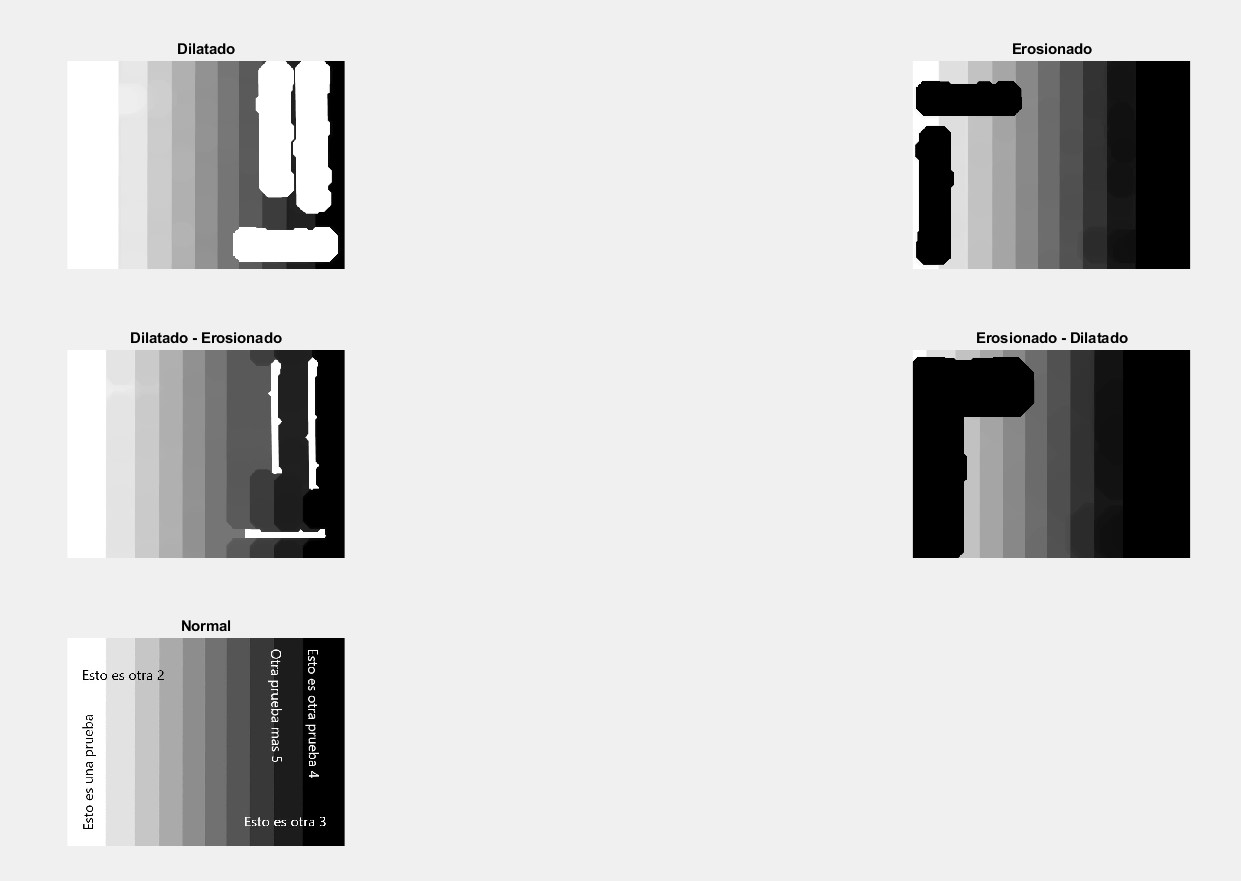 Dilatado
Erosionado
Dilatado - Erosionado
Erosionado - Dilatado
Normal
Esto es otra 2
Esto es una prueba
Otra prueba mas 5
Esto es otra prueba 4
Esto es otra 3